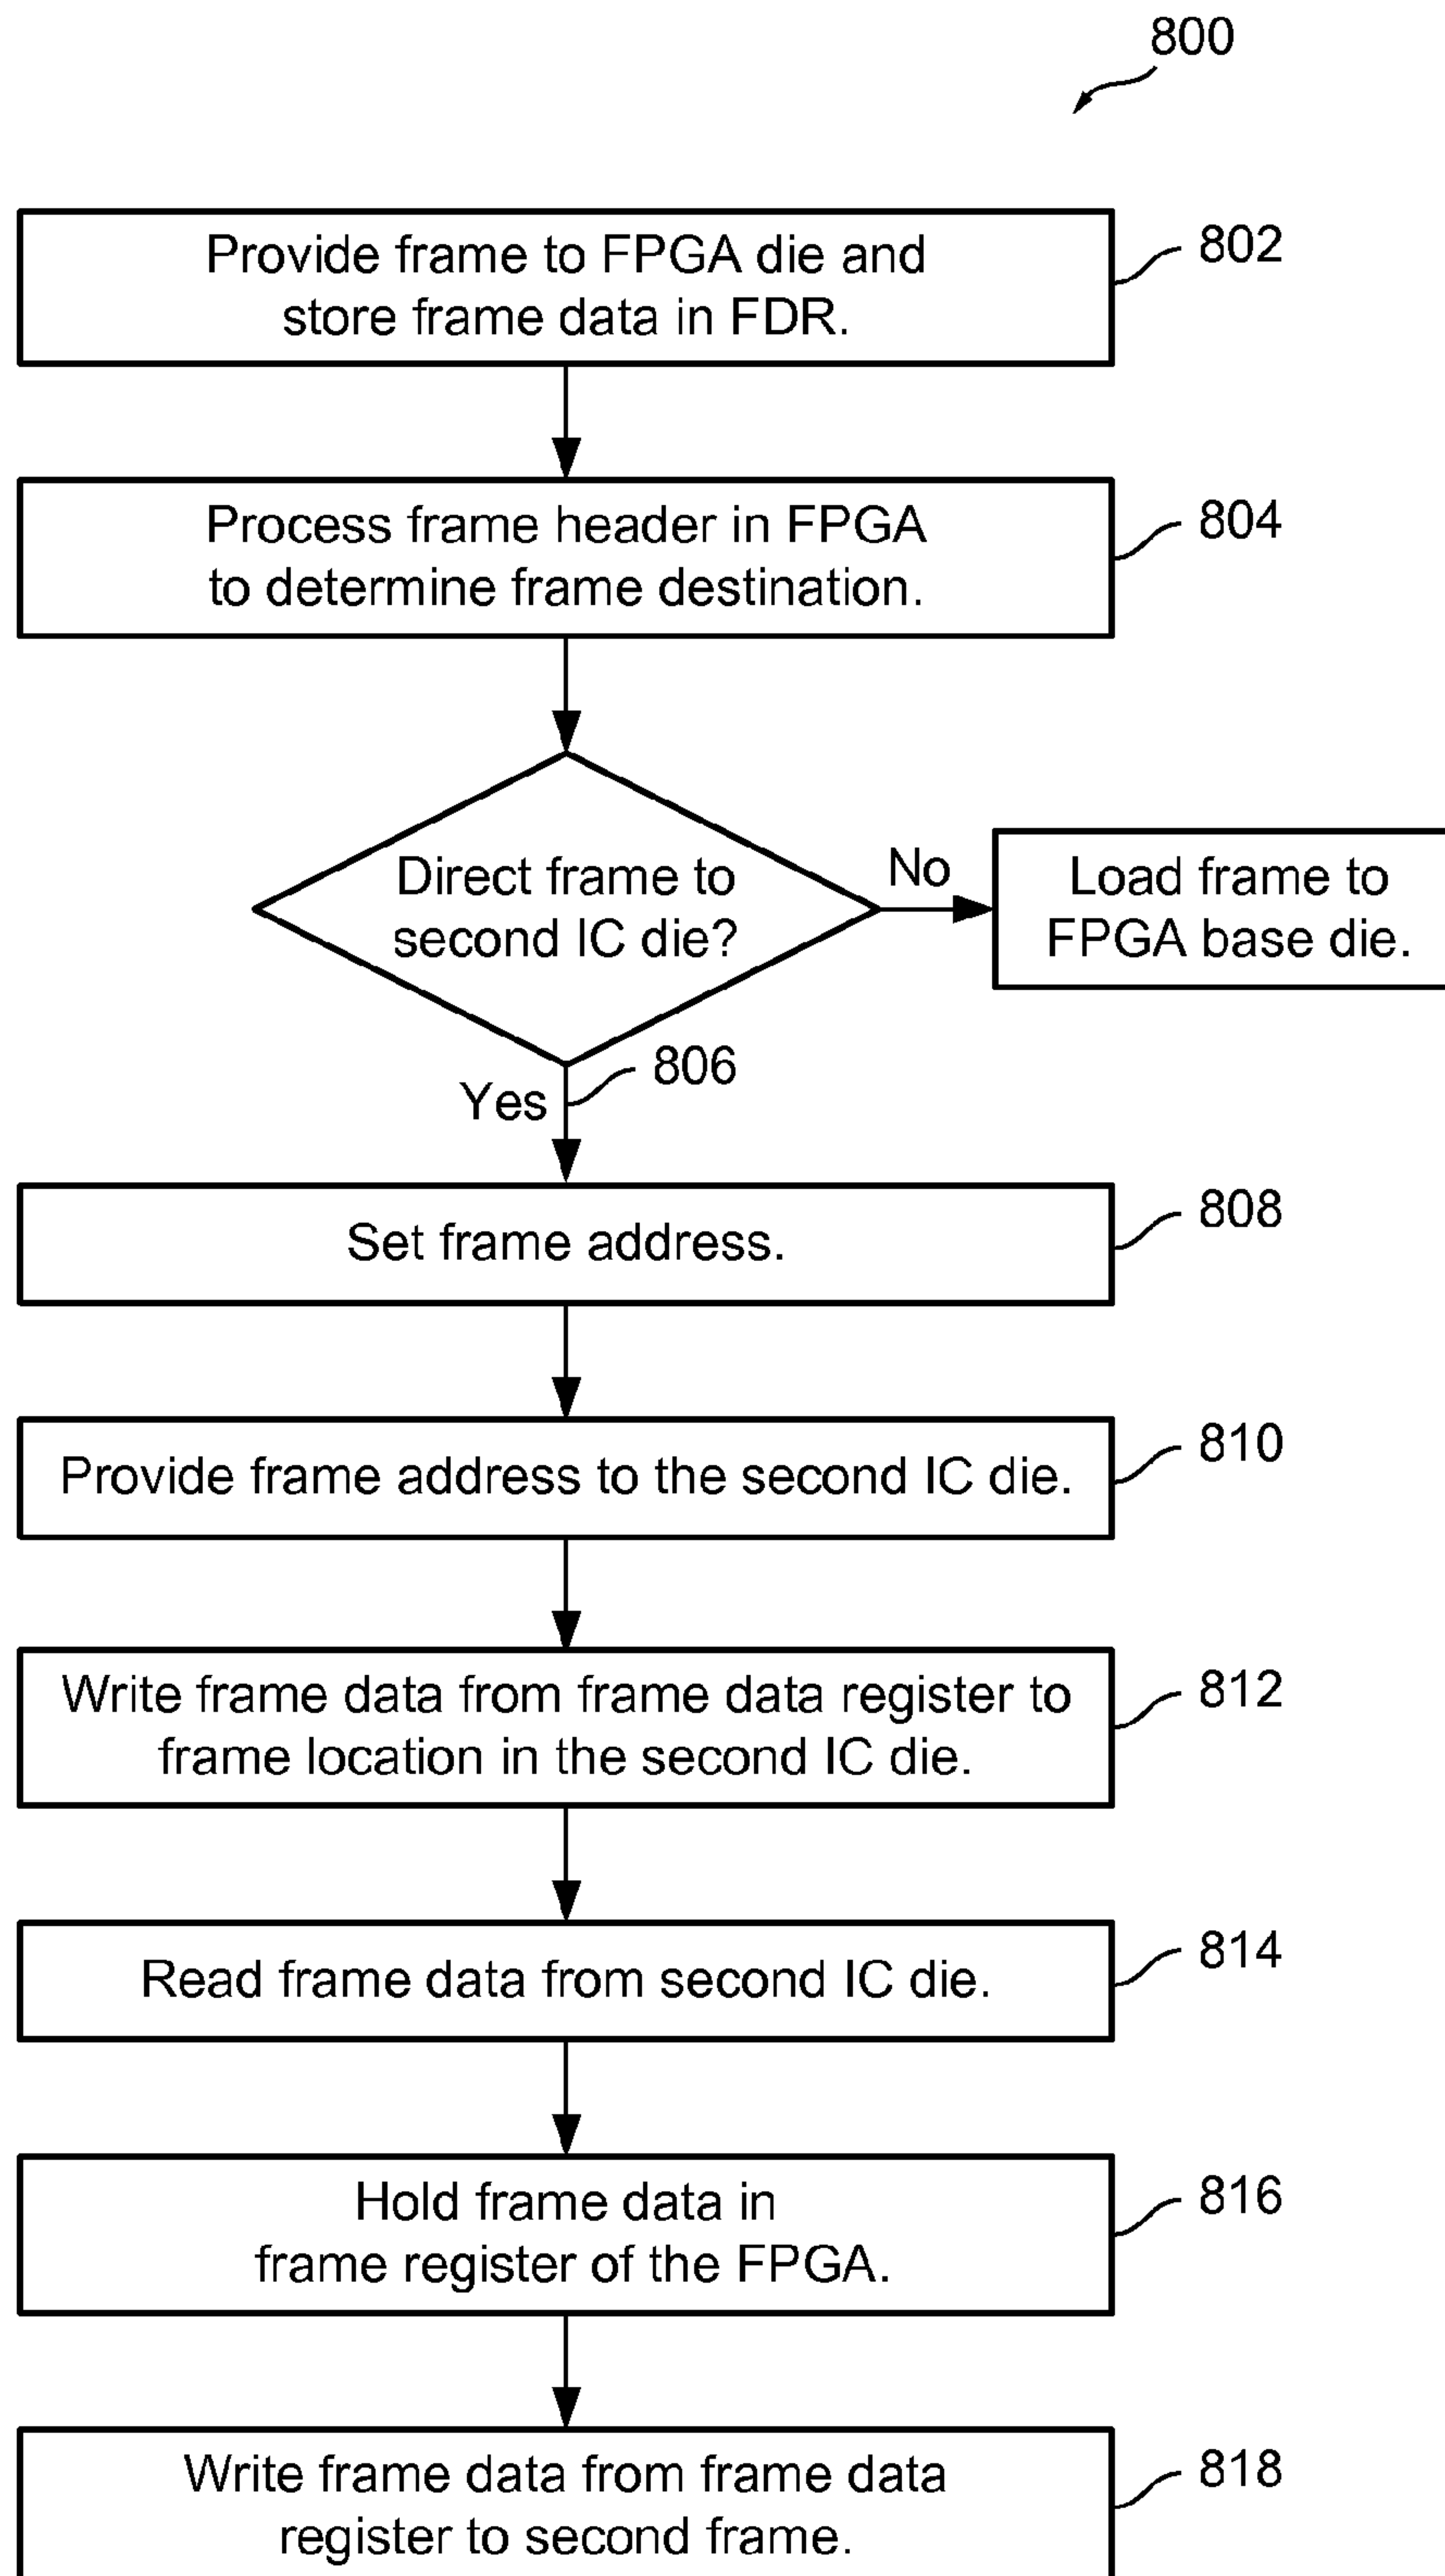 800
Provide frame to FPGA die and
store frame data in FDR.
802
Process frame header in FPGA
to determine frame destination.
804
Direct frame to
second IC die?
No
Load frame to
FPGA base die.
Yes
806
Set frame address.
808
Provide frame address to the second IC die.
810
Write frame data from frame data register to
frame location in the second IC die.
812
Read frame data from second IC die.
814
Hold frame data in
frame register of the FPGA.
816
Write frame data from frame data
register to second frame.
818